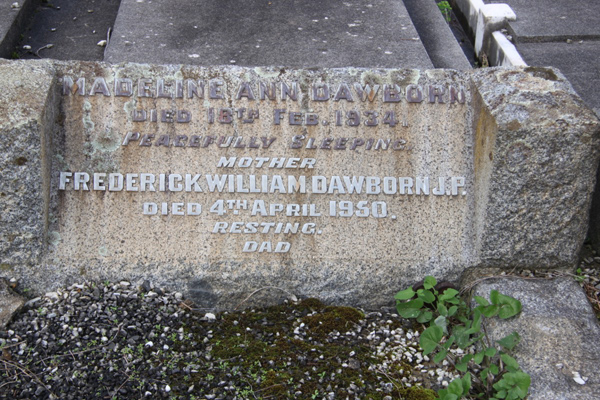 MADELINE ANN DAWBORN
DIED 16TH FEB. 1934.
PEACEFULLY SLEEPING.
MOTHER
FREDERICK WILLIAM DAWBORN J.P.
DIED 4TH APRIL 1950.
RESTING.
DAD